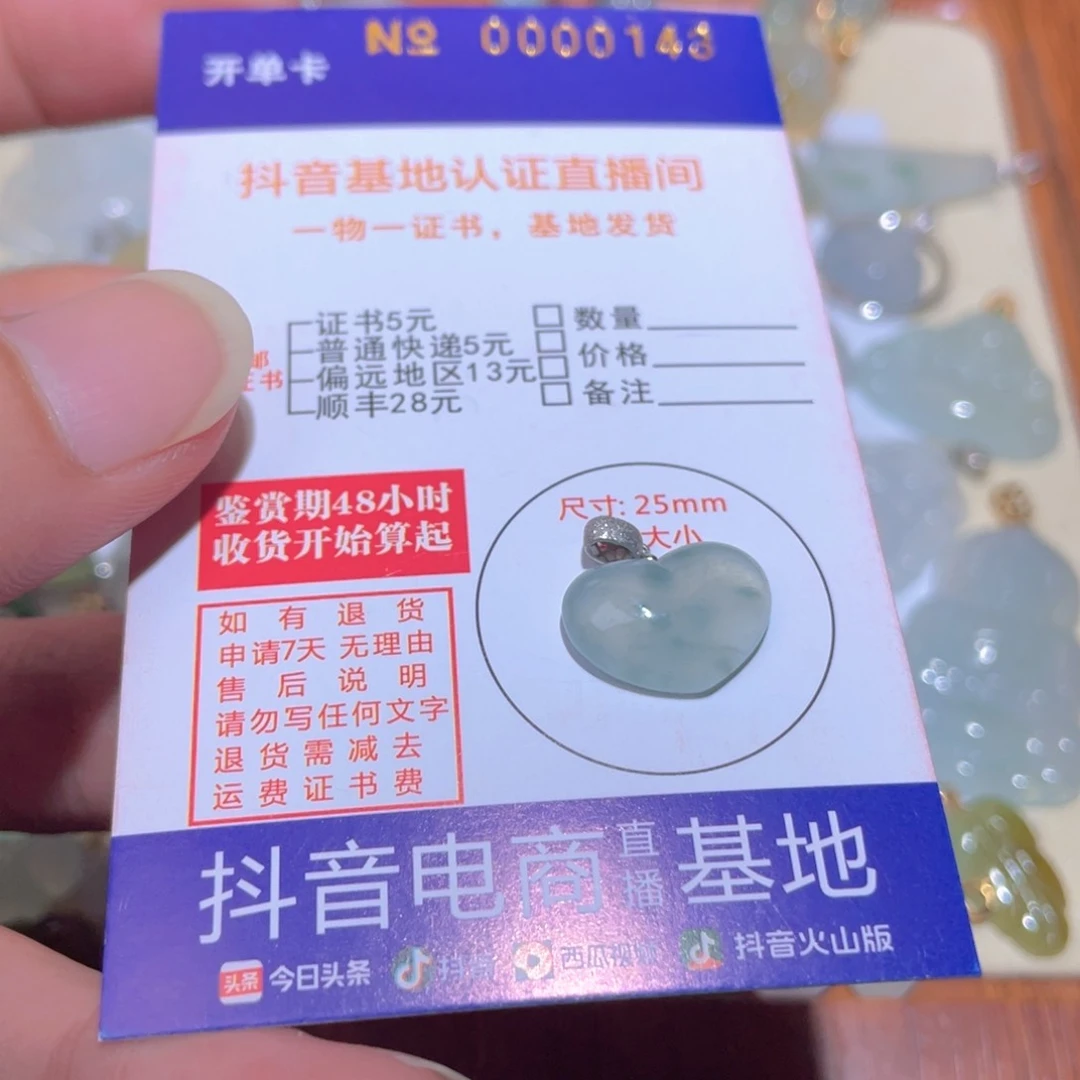 开单卡
№ 0000143
抖音基地认证直播间
一物一证书，基地发货
邮
证书
证书5元
普通快递5元
偏远地区13元
顺丰28元
数量
价格
备注
鉴赏期48小时
收货开始算起
尺寸: 25mm
大小
如有退货
申请7天无理由
售后说明
请勿写任何文字
退货需减去
运费证书费
抖音电商直播基地
头条 今日头条 抖音 西瓜视频 抖音火山版